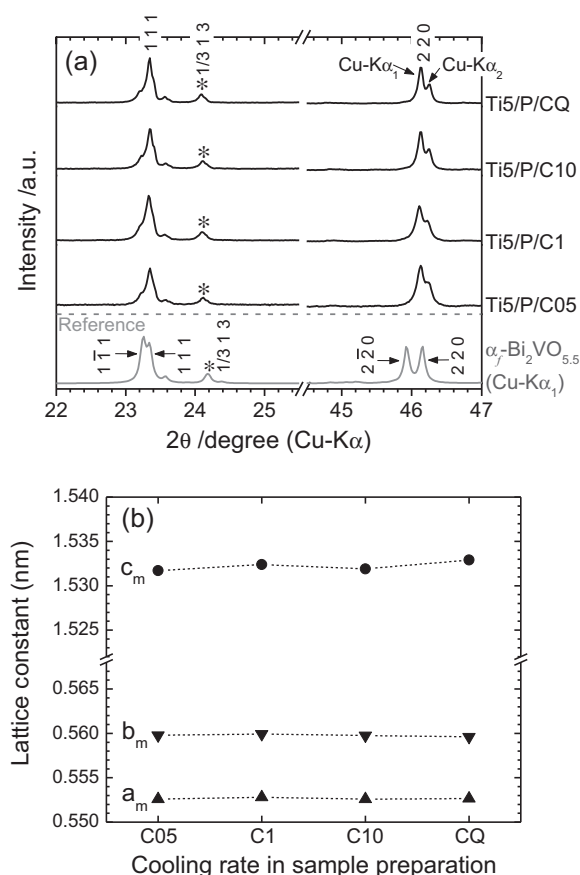 (a)
1 1 1
*
1/3 1 3
2 2 0
Cu-Kα1
Cu-Kα2
Ti5/P/CQ
*
Ti5/P/C10
*
Ti5/P/C1
*
Ti5/P/C05
Reference
1 1̅ 1
1 1 1
*
1/3 1 3
2 2̅ 0
2 2 0
αf-Bi2VO5.5
(Cu-Kα1)
Intensity /a.u.
22 23 24 25 45 46 47
2θ /degree (Cu-Kα)
(b)
Lattice constant (nm)
1.540
1.535
1.530
1.525
0.565
0.560
0.555
0.550
cm
bm
am
C05 C1 C10 CQ
Cooling rate in sample preparation